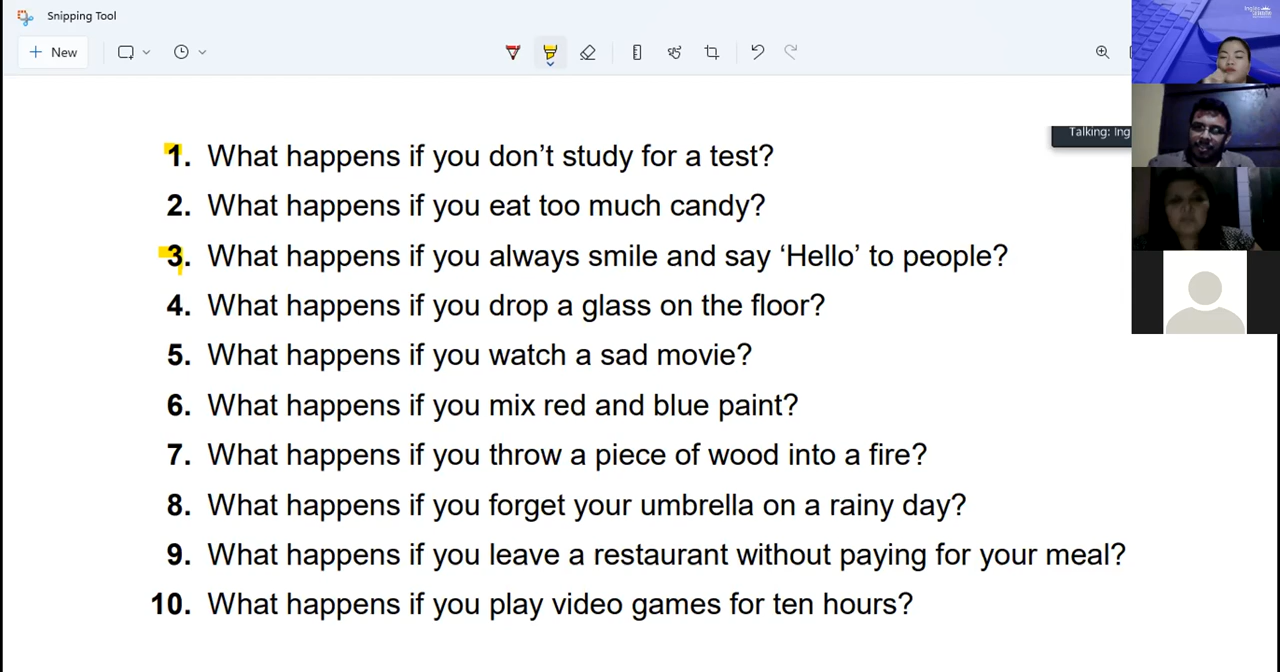 Snipping Tool
New
Talking: Ing
1. What happens if you don’t study for a test?
2. What happens if you eat too much candy?
3. What happens if you always smile and say ‘Hello’ to people?
4. What happens if you drop a glass on the floor?
5. What happens if you watch a sad movie?
6. What happens if you mix red and blue paint?
7. What happens if you throw a piece of wood into a fire?
8. What happens if you forget your umbrella on a rainy day?
9. What happens if you leave a restaurant without paying for your meal?
10. What happens if you play video games for ten hours?